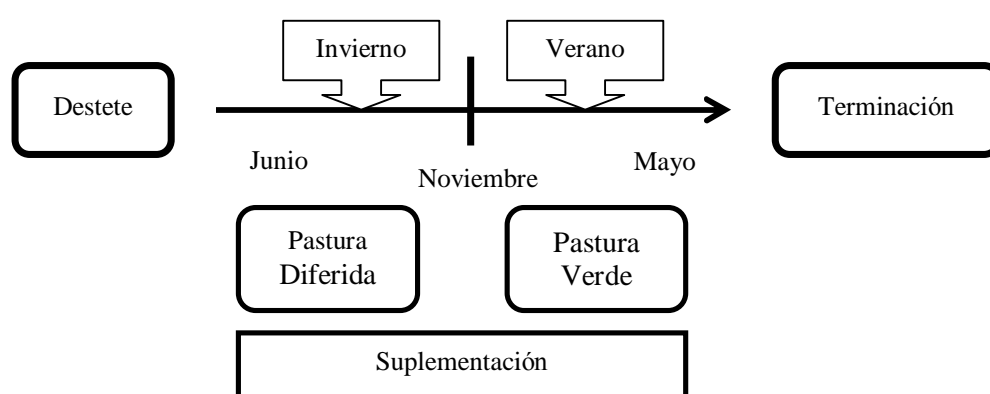 Invierno
Verano
Destete
Terminación
Junio
Noviembre
Mayo
Pastura
Diferida
Pastura
Verde
Suplementación